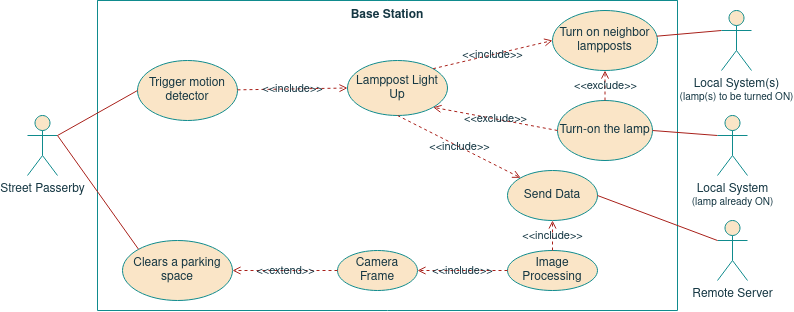 Base Station
Turn on neighbor
lampposts
<<include>>
Trigger motion
detector
<<include>>
Lamppost Light
Up
<<exclude>>
Local System(s)
(lamp(s) to be turned ON)
<<exclude>>
Turn-on the lamp
<<include>>
Street Passerby
Send Data
Local System
(lamp already ON)
<<include>>
Clears a parking
space
<<extend>>
Camera
Frame
<<include>>
Image
Processing
Remote Server